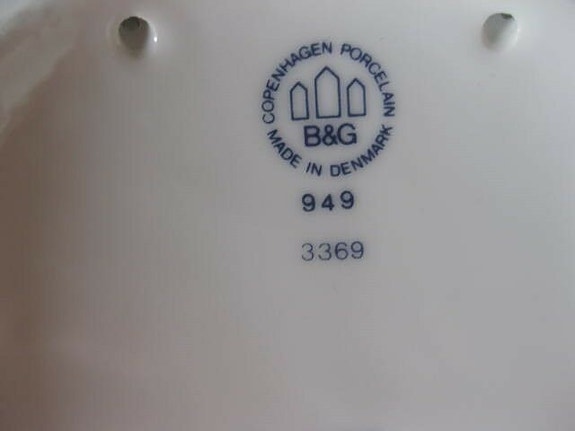 COPENHAGEN PORCELAIN
B&G
MADE IN DENMARK
949
3369